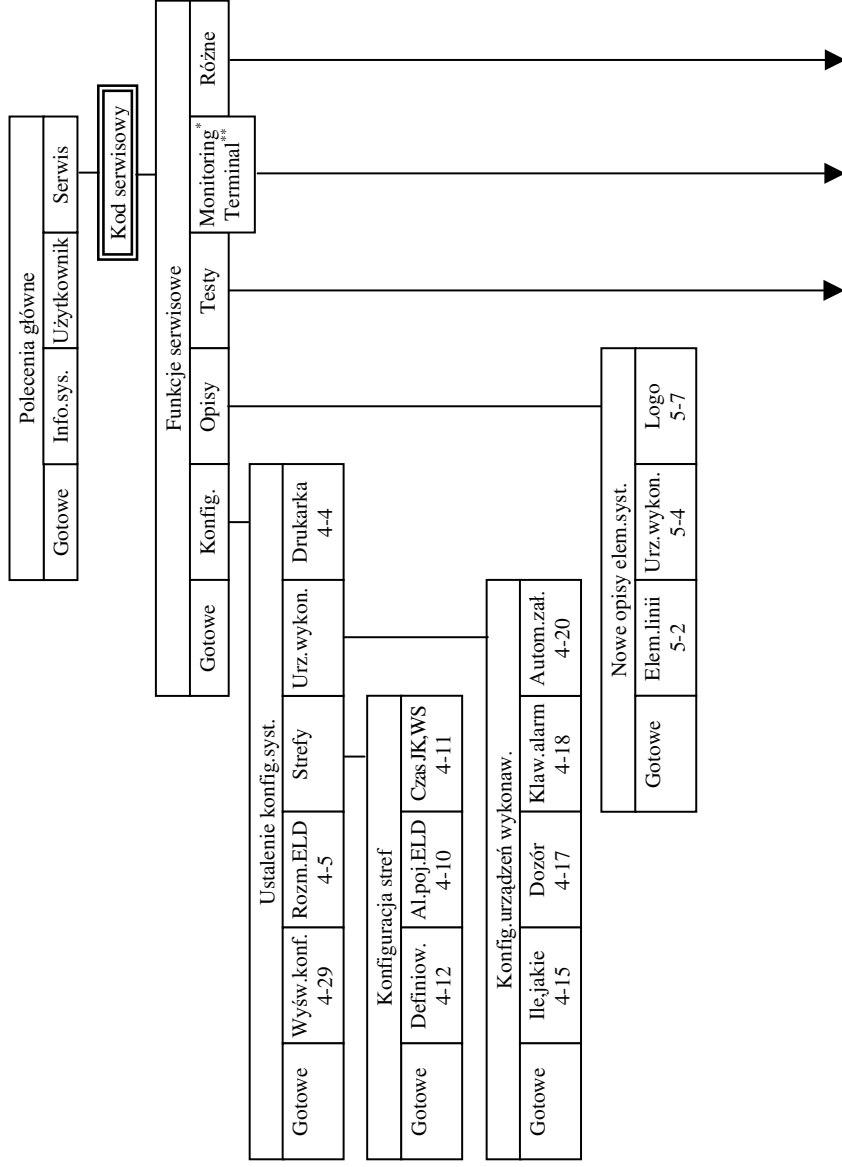 Polecenia główne
Gotowe Info.sys. Użytkownik Serwis
Kod serwisowy
Funkcje serwisowe
Gotowe Konfig. Opisy Testy Monitoring* Różne
Terminal**
Ustalenie konfig.syst.
Gotowe Wyśw.konf. Rozm.ELD Strefy Urz.wykon. Drukarka
4-29 4-5 4-4
Konfiguracja stref
Gotowe Definiow. Al.poj.ELD CzasJK,WS
4-12 4-10 4-11
Konfig.urządzeń wykonaw.
Gotowe Ile,jakie Dozór Klaw.alarm Autom.zał.
4-15 4-17 4-18 4-20
Nowe opisy elem.syst.
Gotowe Elem.linii Urz.wykon. Logo
5-2 5-4 5-7